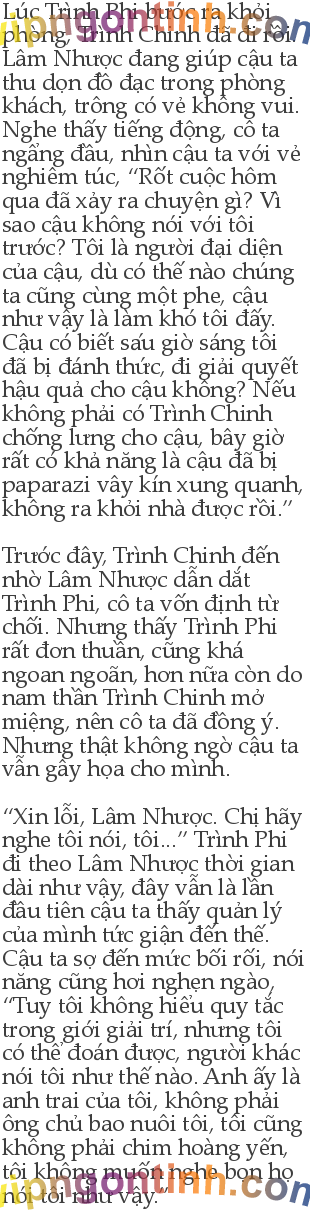 Lúc Trình Phi bước ra khỏi
phòng, Trình Chinh đã đi rồi.
Lâm Nhược đang giúp cậu ta
thu dọn đồ đạc trong phòng
khách, trông có vẻ không vui.
Nghe thấy tiếng động, cô ta
ngẩng đầu, nhìn cậu ta với vẻ
nghiêm túc, “Rốt cuộc hôm
qua đã xảy ra chuyện gì? Vì
sao cậu không nói với tôi
trước? Tôi là người đại diện
của cậu, dù có thế nào chúng
ta cũng cùng một phe, cậu
như vậy là làm khó tôi đấy.
Cậu có biết sáu giờ sáng tôi
đã bị đánh thức, đi giải quyết
hậu quả cho cậu không? Nếu
không phải có Trình Chinh
chống lưng cho cậu, bây giờ
rất có khả năng là cậu đã bị
paparazi vây kín xung quanh,
không ra khỏi nhà được rồi.”
Trước đây, Trình Chinh đến
nhờ Lâm Nhược dẫn dắt
Trình Phi, cô ta vốn định từ
chối. Nhưng thấy Trình Phi
rất đơn thuần, cũng khá
ngoan ngoãn, hơn nữa còn do
nam thần Trình Chinh mở
miệng, nên cô ta đã đồng ý.
Nhưng thật không ngờ cậu ta
vẫn gây họa cho mình.
“Xin lỗi, Lâm Nhược. Chị hãy
nghe tôi nói, tôi...” Trình Phi
đi theo Lâm Nhược thời gian
dài như vậy, đây vẫn là lần
đầu tiên cậu ta thấy quản lý
của mình tức giận đến thế.
Cậu ta sợ đến mức bối rối, nói
năng cũng hơi nghẹn ngào,
“Tuy tôi không hiểu quy tắc
trong giới giải trí, nhưng tôi
có thể đoán được, người khác
nói tôi như thế nào. Anh ấy là
anh trai của tôi, không phải
ông chủ bao nuôi tôi, tôi cũng
không phải chim hoàng yến,
tôi không muốn nghe bọn họ
nói tôi như vậy.